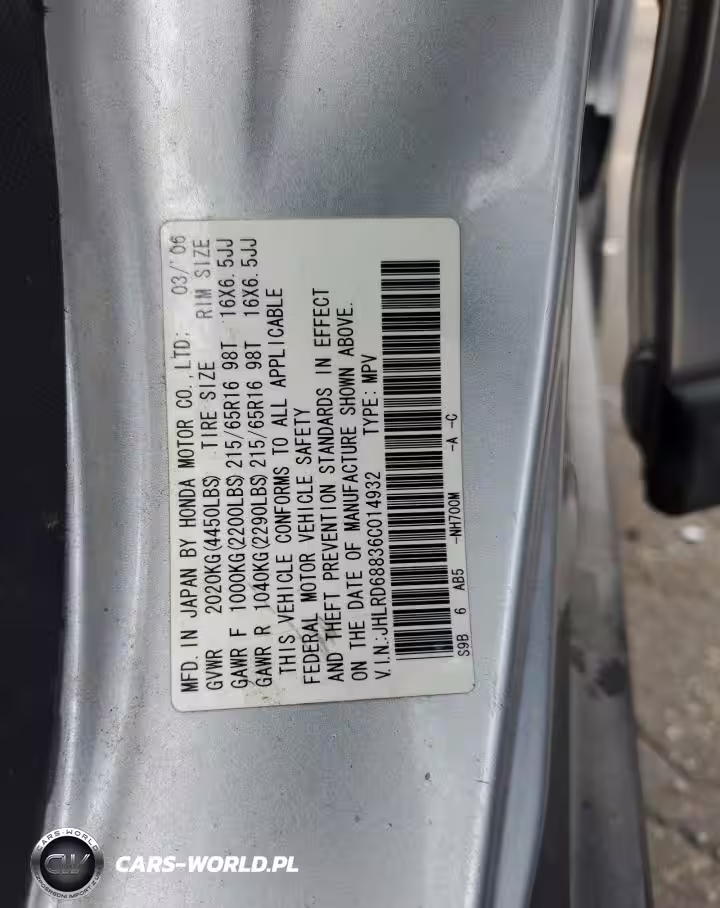 MFD. IN JAPAN BY HONDA MOTOR CO., LTD: 03/'06
GVWR 2020KG(4450LBS) TIRE SIZE RIM SIZE
GAWR F 1000KG(2200LBS) 215/65R16 98T 16X6.5JJ
GAWR R 1040KG(2290LBS) 215/65R16 98T 16X6.5JJ
THIS VEHICLE CONFORMS TO ALL APPLICABLE
FEDERAL MOTOR VEHICLE SAFETY
AND THEFT PREVENTION STANDARDS IN EFFECT
ON THE DATE OF MANUFACTURE SHOWN ABOVE.
V.I.N.:JHLRD68836C014932 TYPE: MPV
S9B 6 AB5 -NH700M -A -C
CARS-WORLD
CW
CARS-WORLD.PL